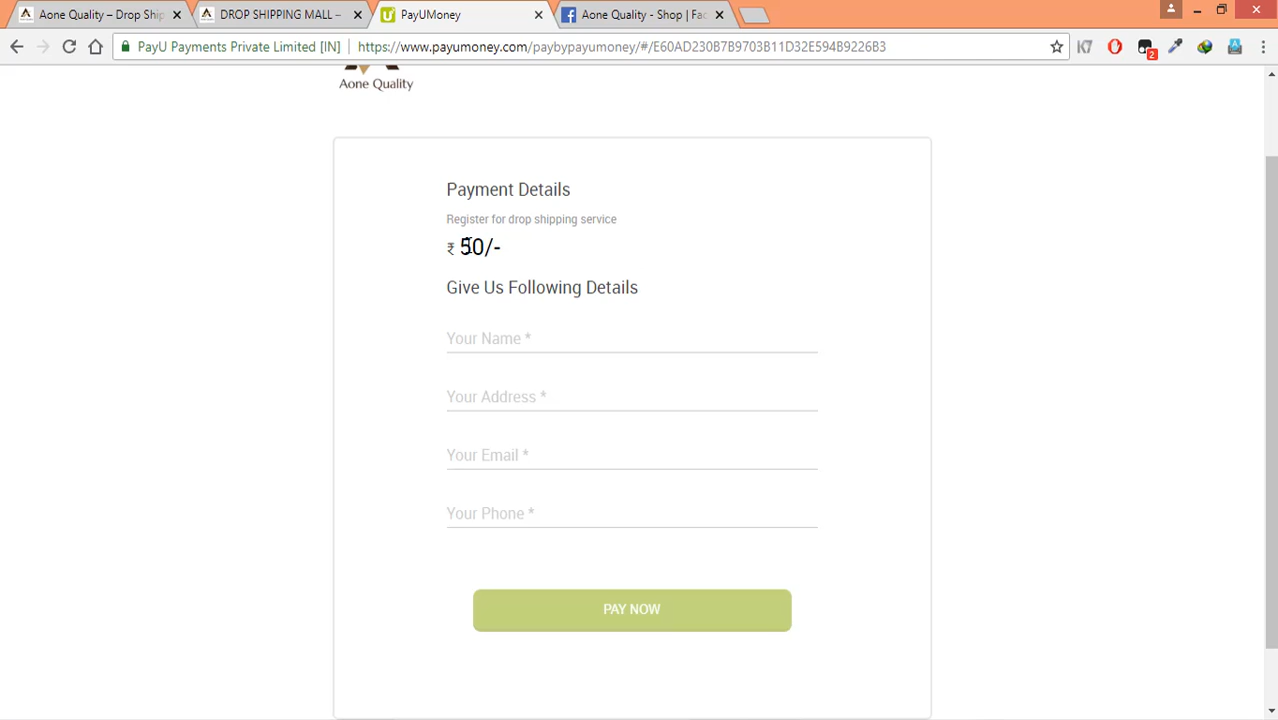 Aone Quality – Drop Ship
DROP SHIPPING MALL –
PayUMoney
Aone Quality - Shop | Fac
PayU Payments Private Limited [IN]
https://www.payumoney.com/paybypayumoney/#/E60AD230B7B9703B11D32E594B9226B3
K7
2
Aone Quality
Payment Details
Register for drop shipping service
₹ 50/-
Give Us Following Details
Your Name *
Your Address *
Your Email *
Your Phone *
PAY NOW